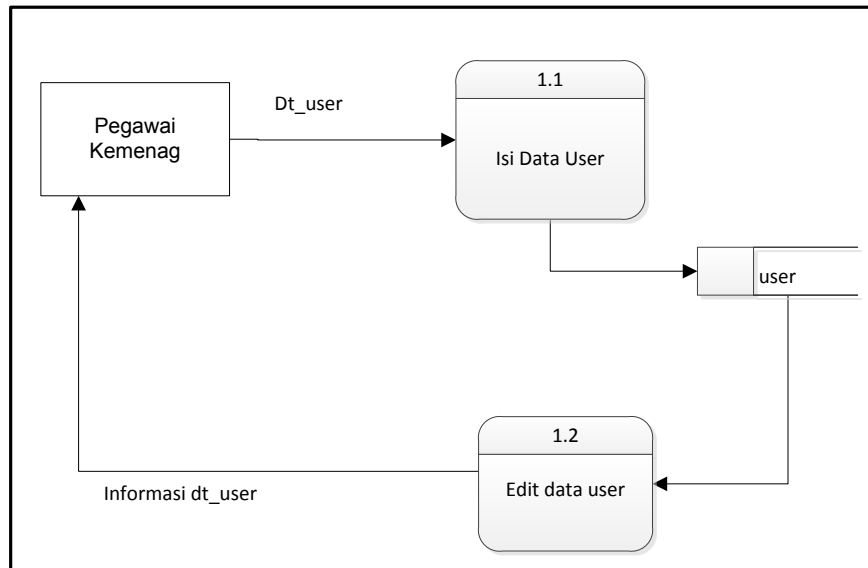 Pegawai
Kemenag
Dt_user
1.1
Isi Data User
user
1.2
Edit data user
Informasi dt_user